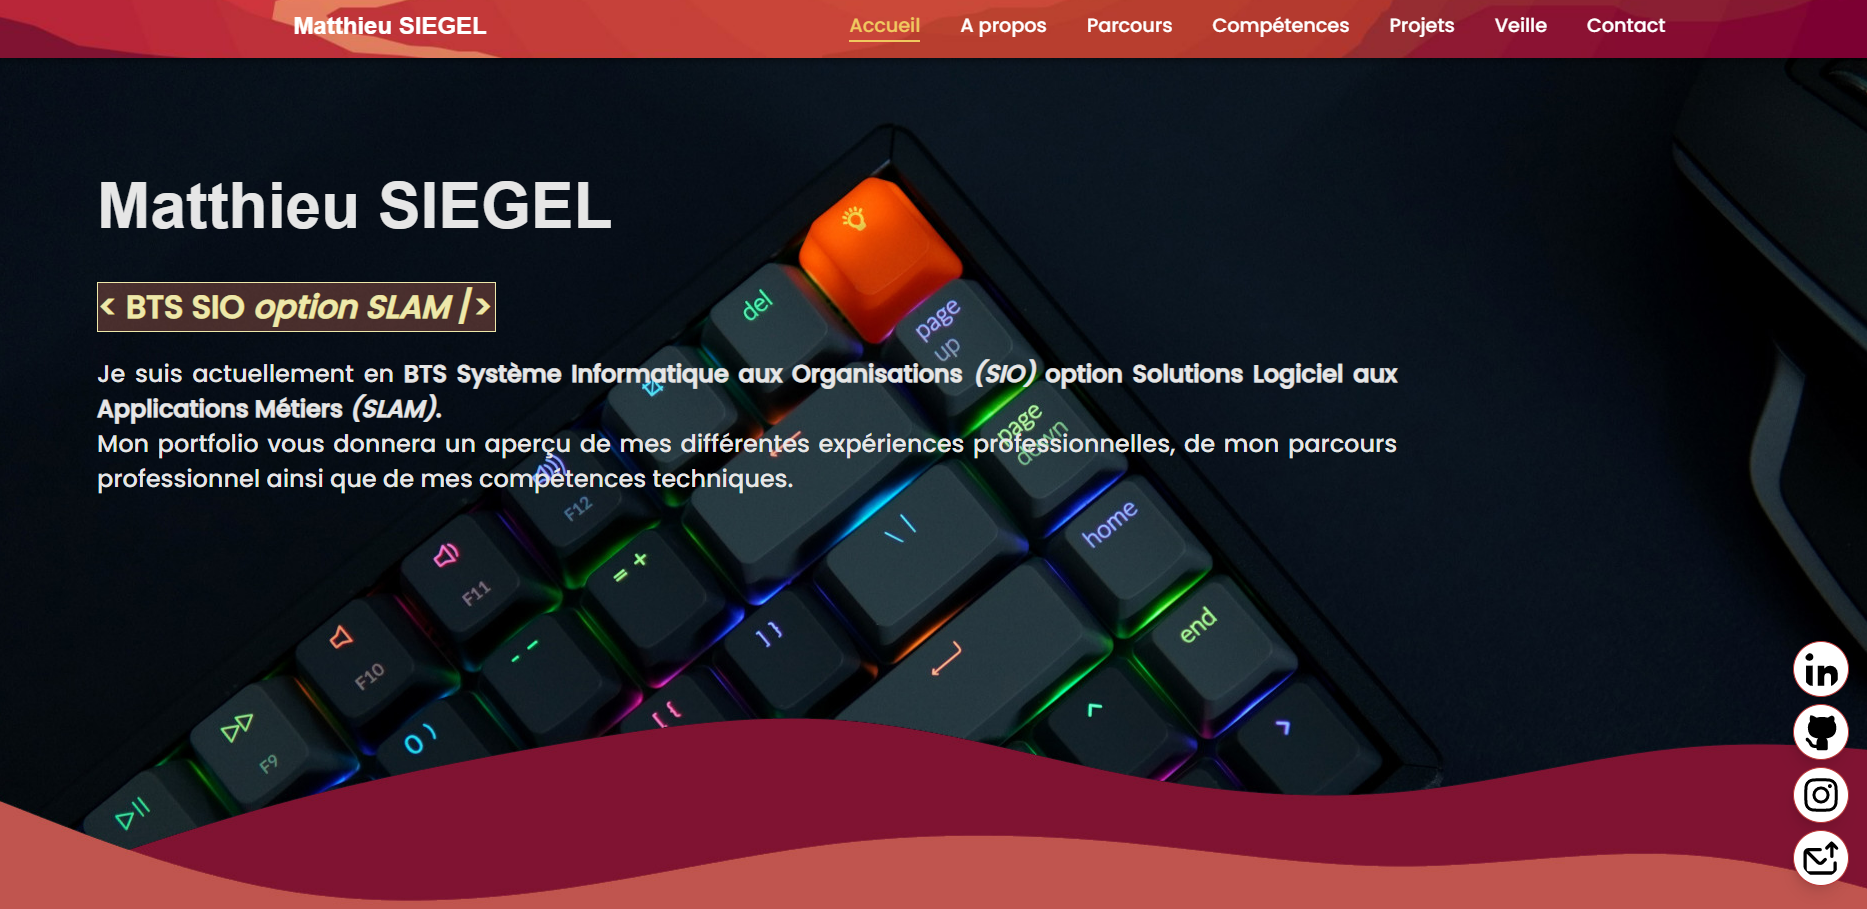 Matthieu SIEGEL
Accueil A propos Parcours Compétences Projets Veille Contact
Matthieu SIEGEL
< BTS SIO option SLAM />
Je suis actuellement en BTS Système Informatique aux Organisations (SIO) option Solutions Logiciel aux
Applications Métiers (SLAM).
Mon portfolio vous donnera un aperçu de mes différentes expériences professionnelles, de mon parcours
professionnel ainsi que de mes compétences techniques.
del
page
up
page
down
home
end
F12
F11
F10
F9
= +
- -
\ |
] }
[ {
0 )
in